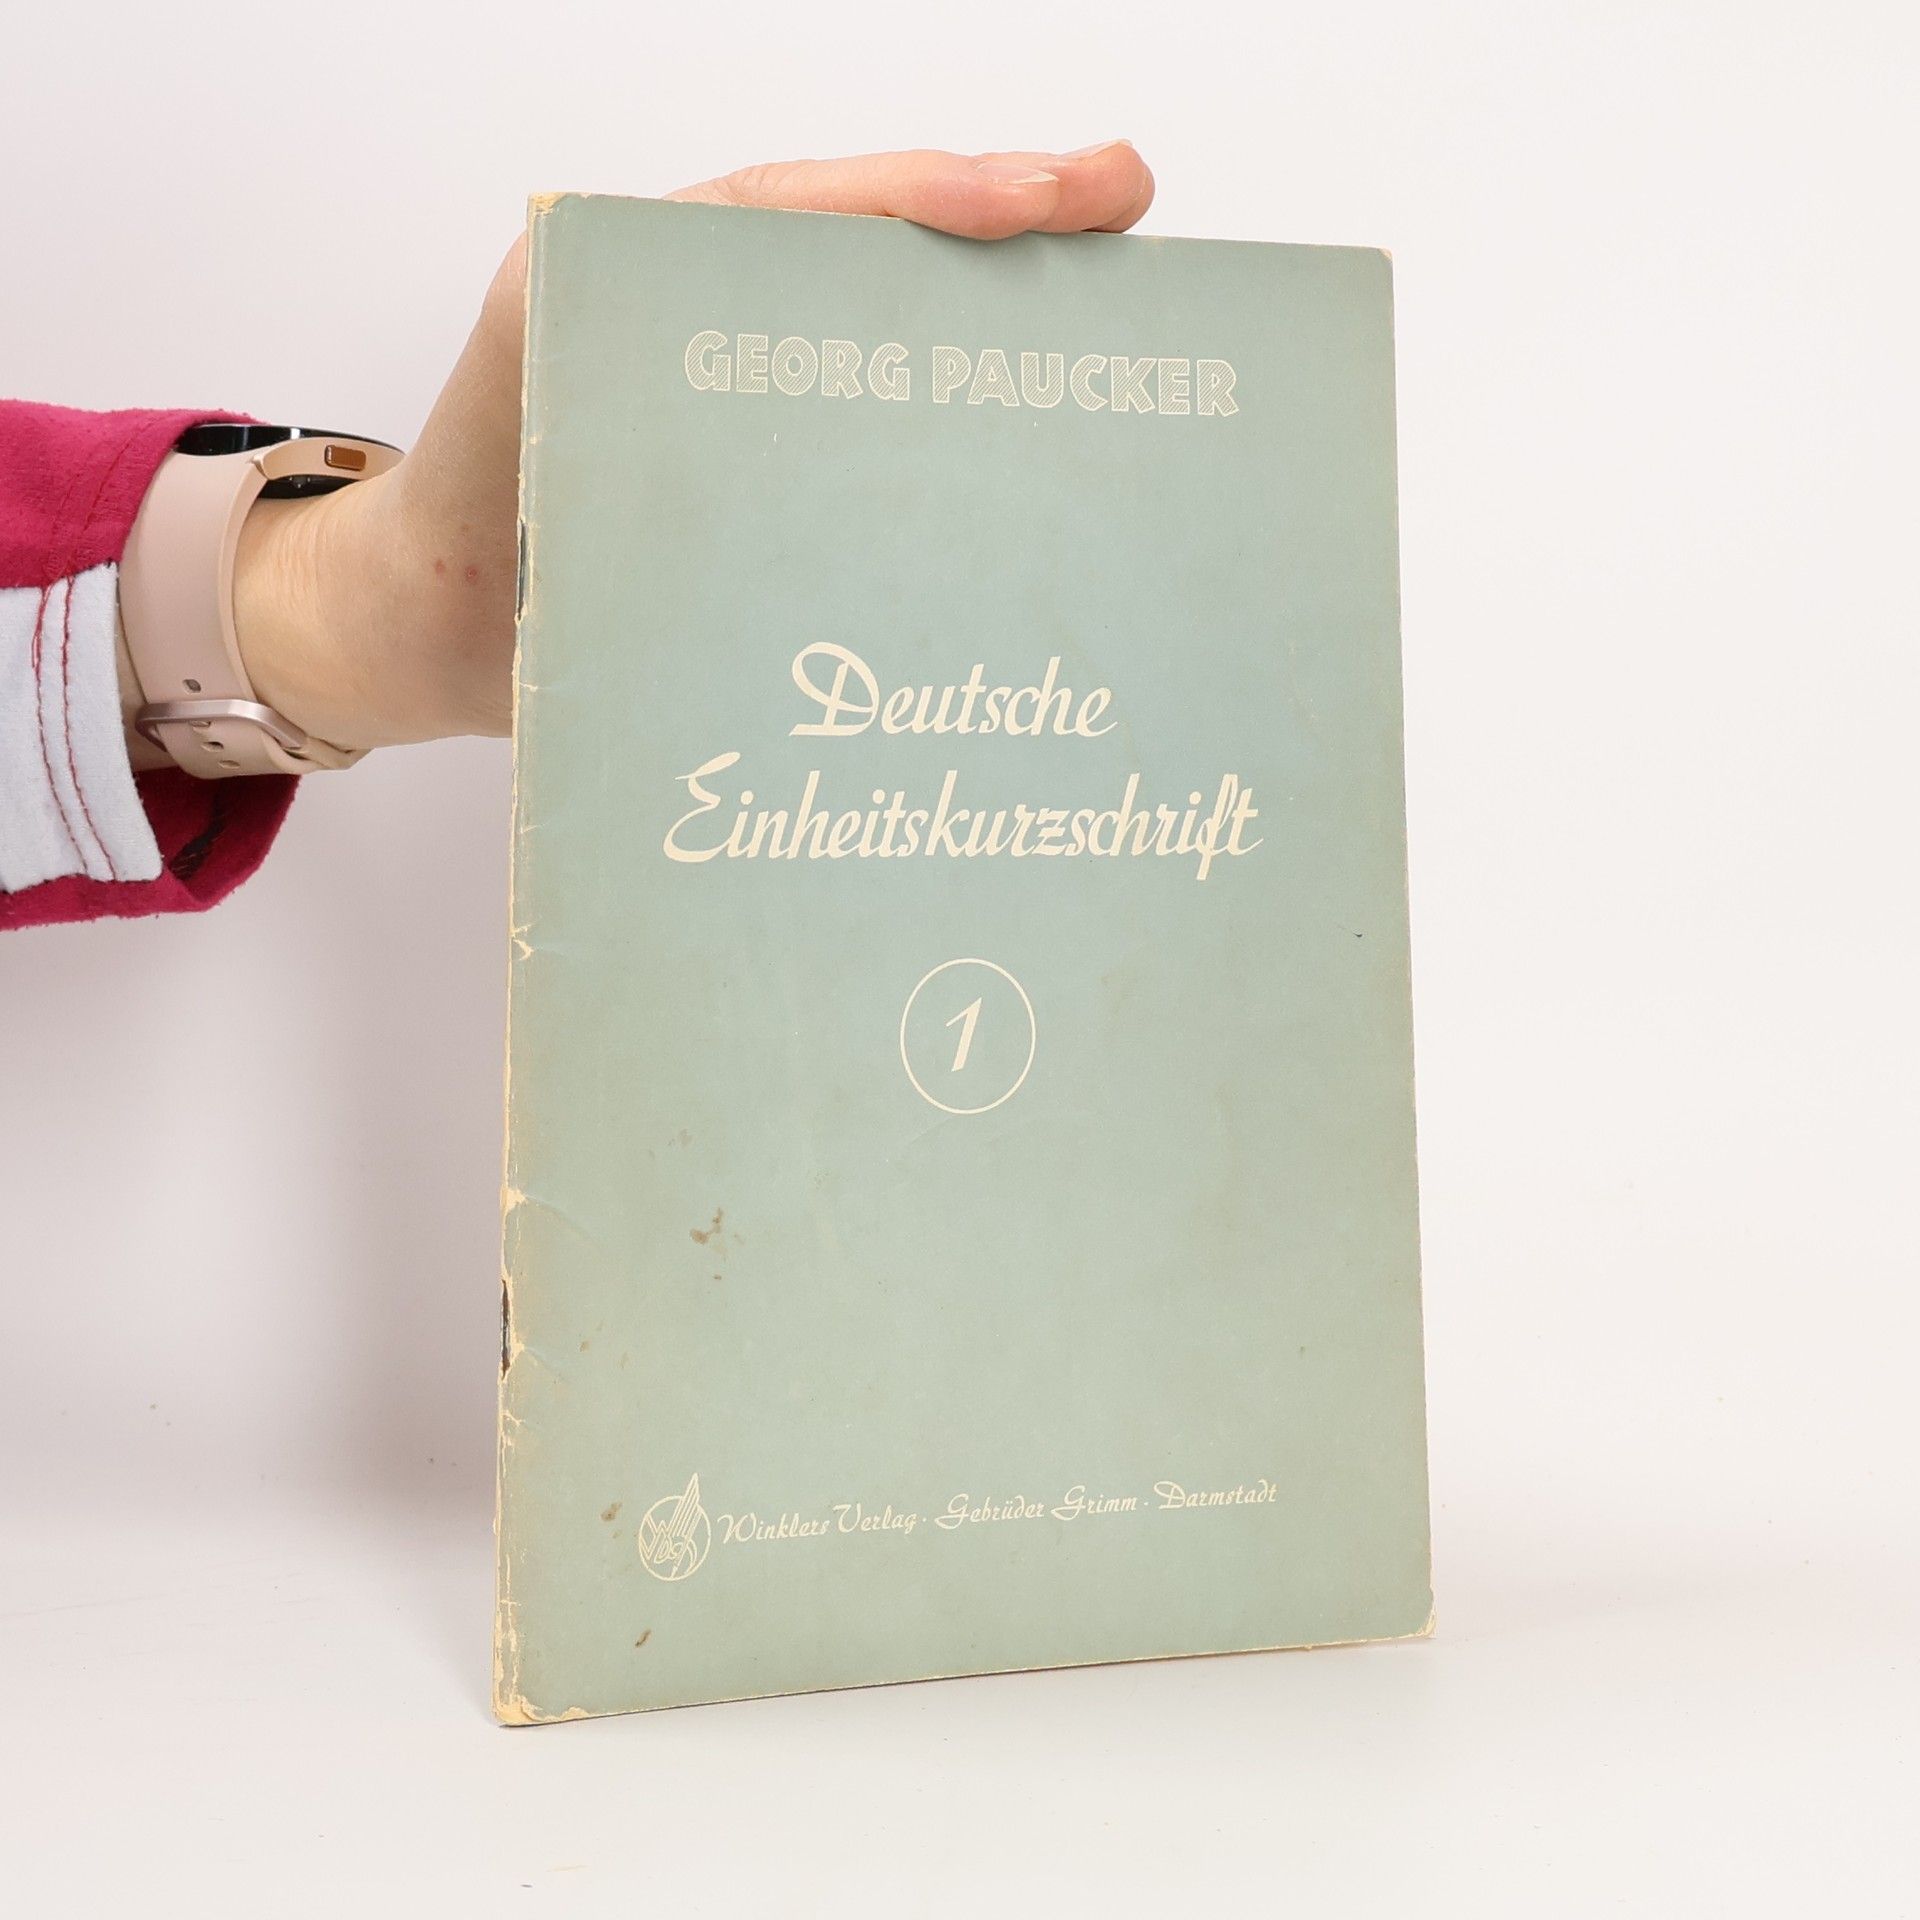 GEORG PAUCKER
Deutsche
Einheitskurzschrift
1
Winklers Verlag · Gebrüder Grimm · Darmstadt